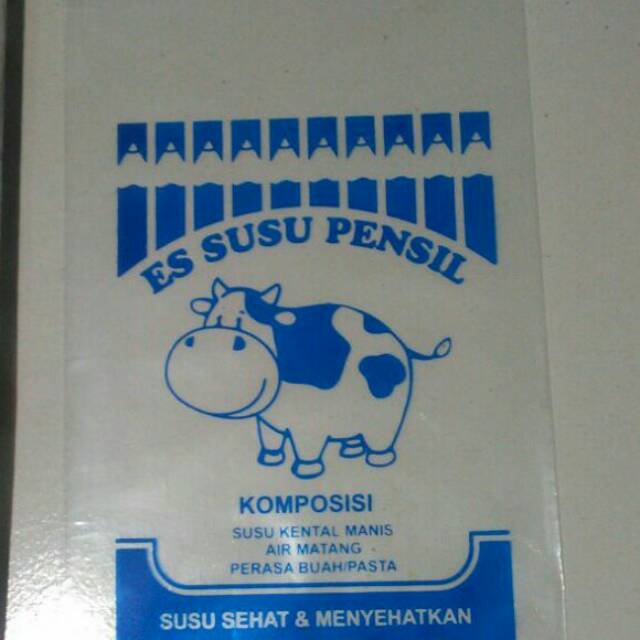 ES SUSU PENSIL
KOMPOSISI
SUSU KENTAL MANIS
AIR MATANG
PERASA BUAH/PASTA
SUSU SEHAT & MENYEHATKAN